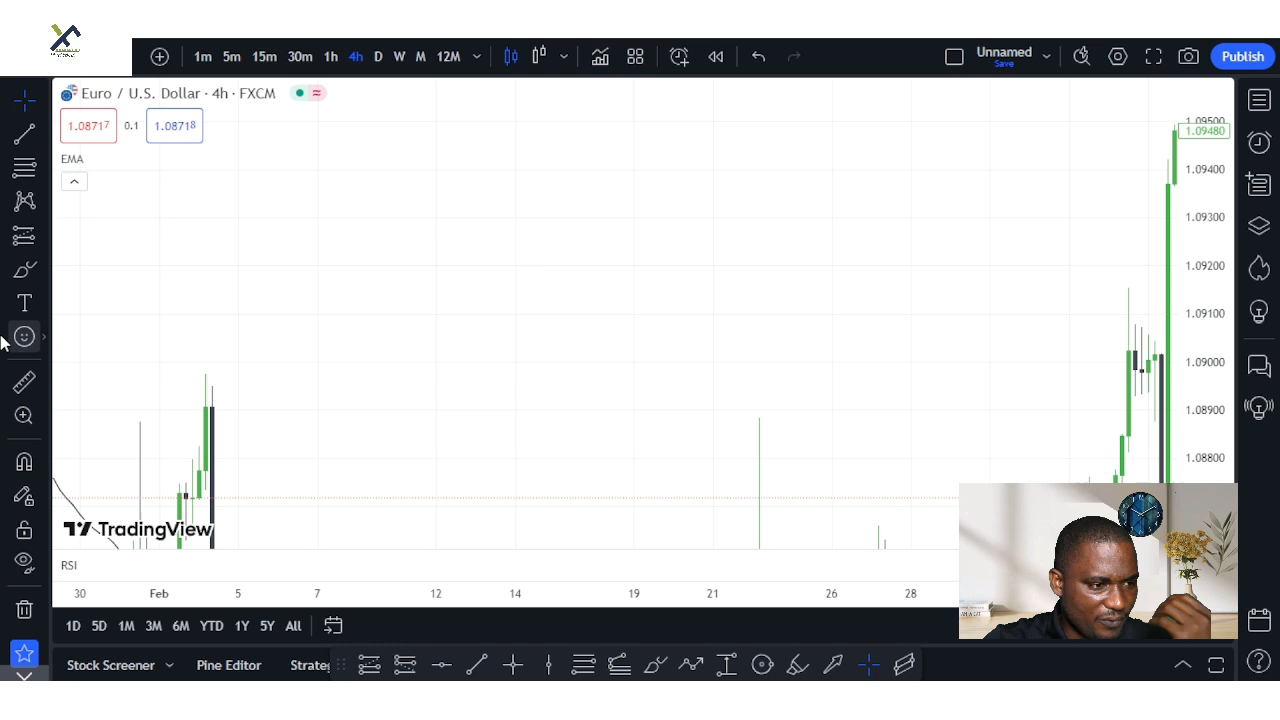 1m 5m 15m 30m 1h 4h D W M 12M
Unnamed
Save
Publish
Euro / U.S. Dollar · 4h · FXCM
1.08717 0.1 1.08718
EMA
1.09500
1.09480
1.09400
1.09300
1.09200
1.09100
1.09000
1.08900
1.08800
TradingView
RSI
30 Feb 5 7 12 14 19 21 26 28
1D 5D 1M 3M 6M YTD 1Y 5Y All
Stock Screener Pine Editor